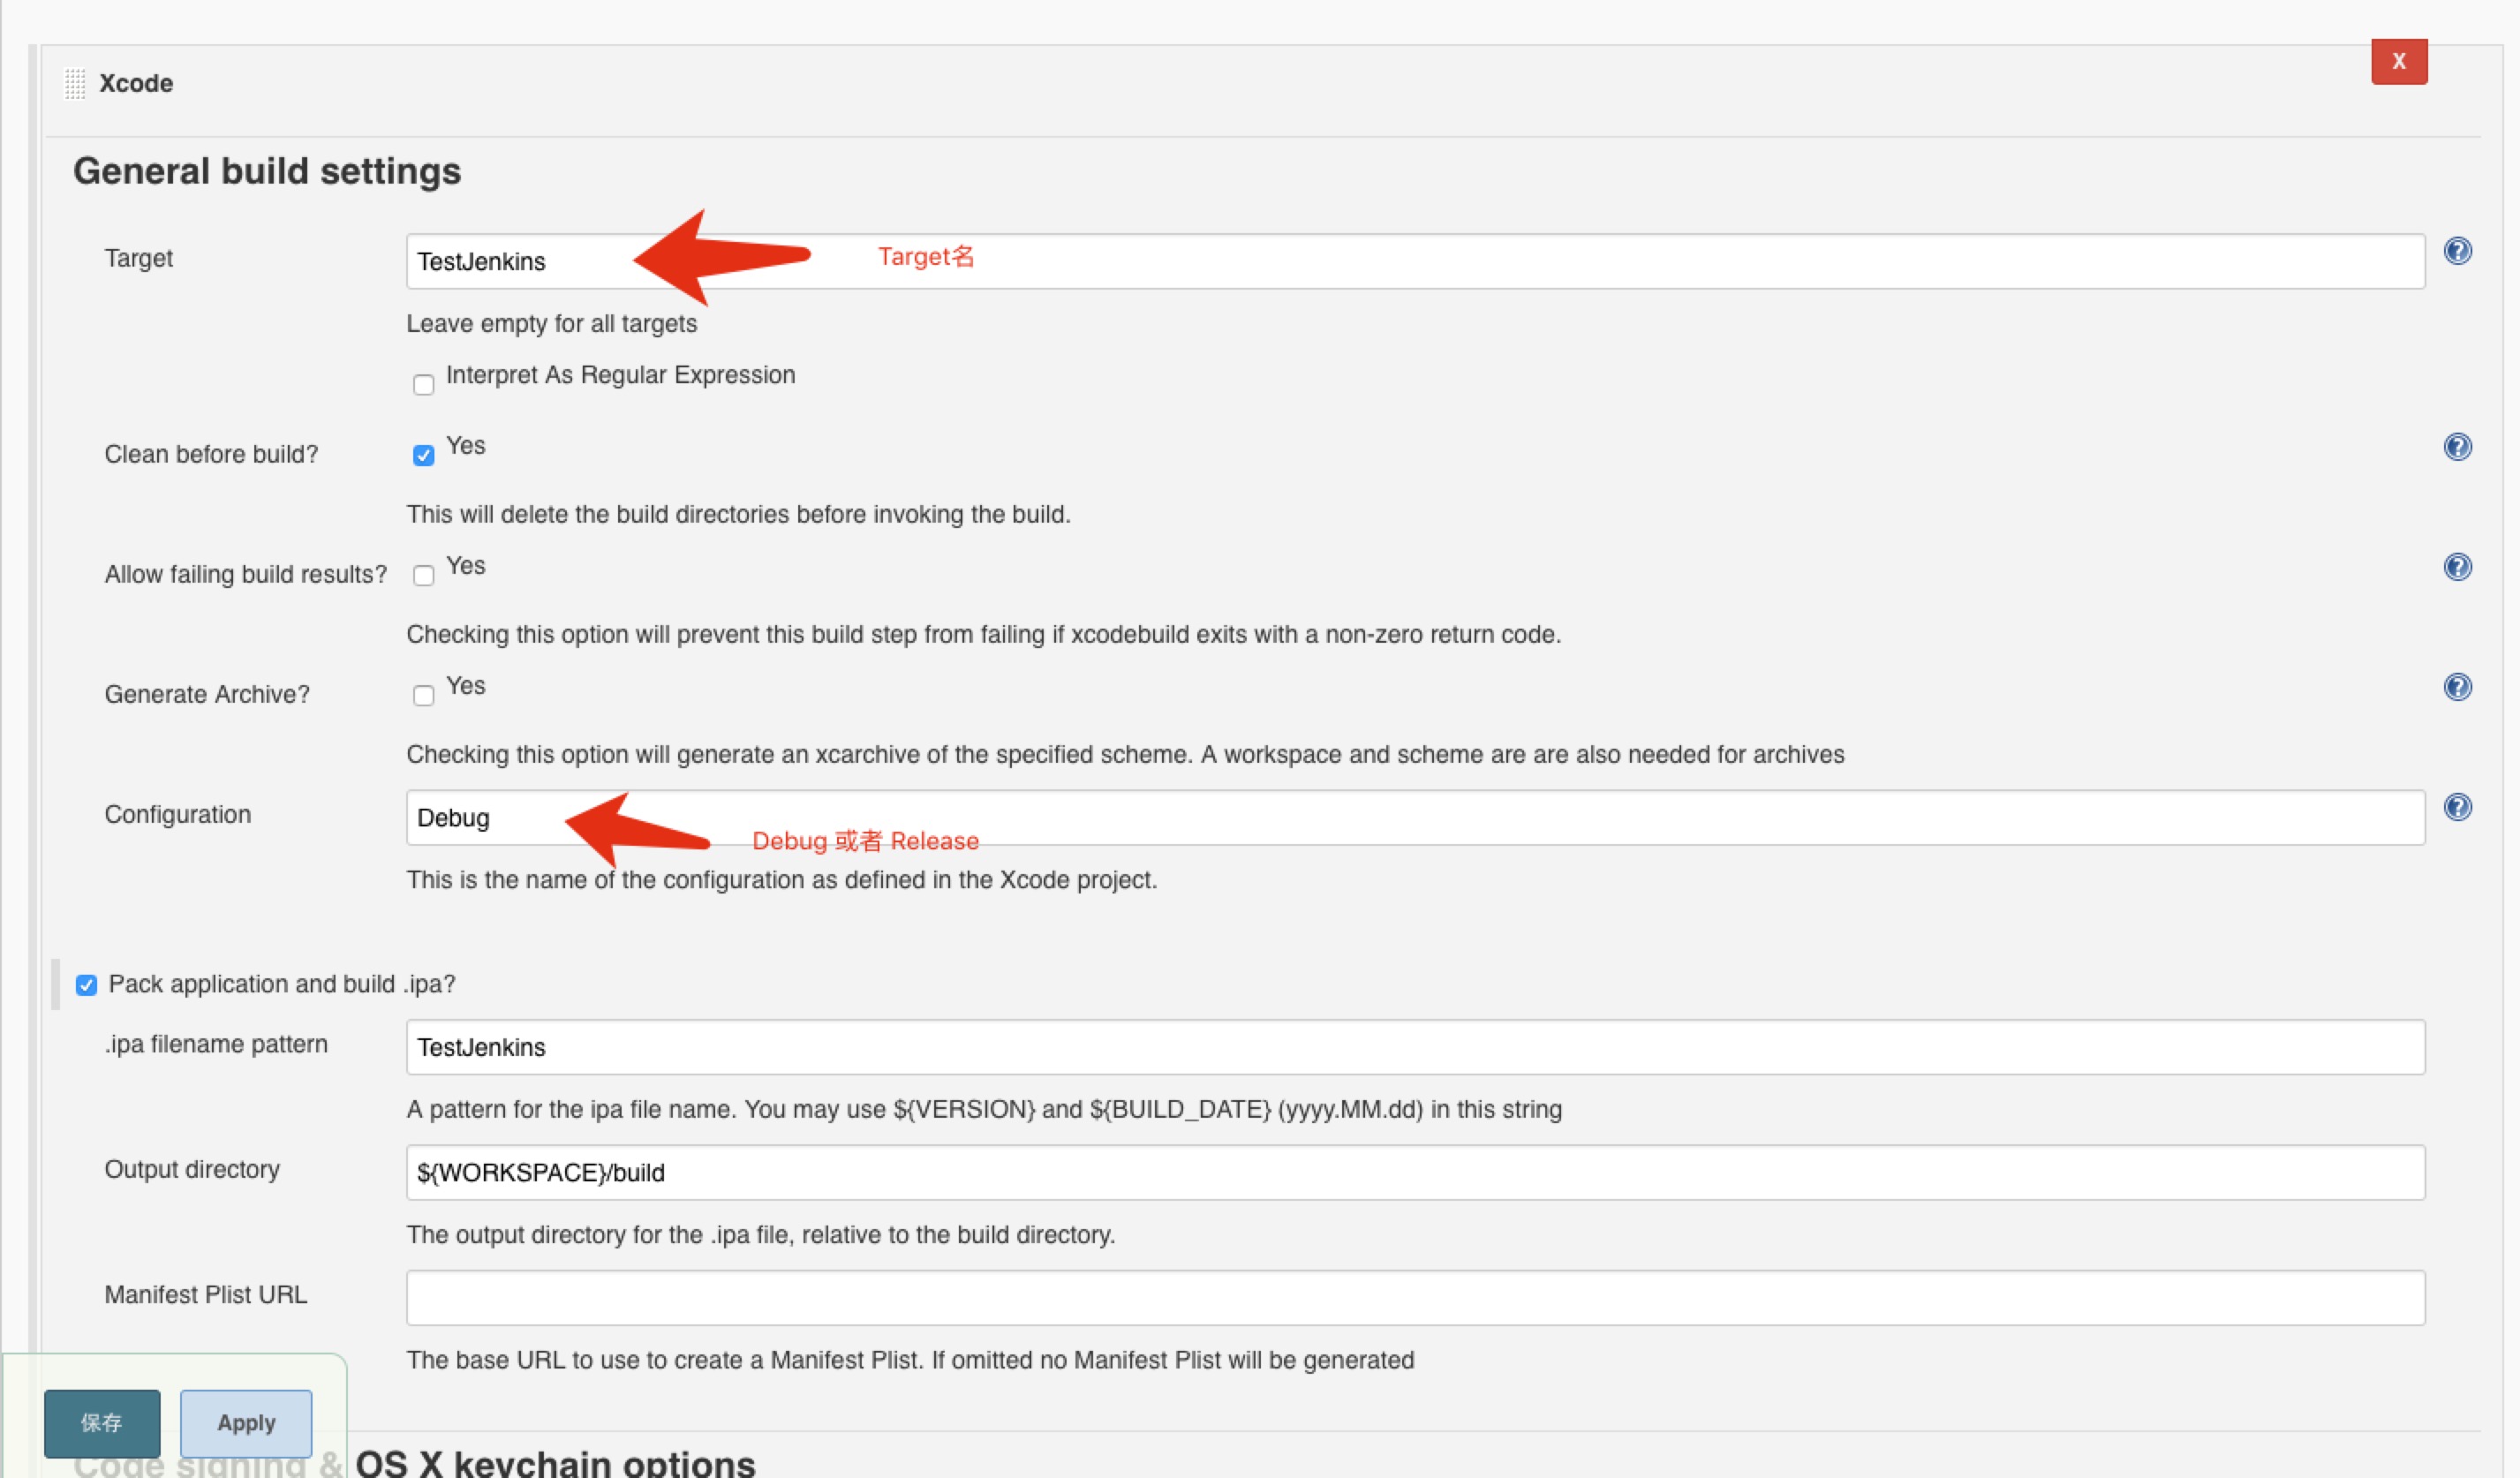 Xcode
X
General build settings
Target
TestJenkins
Target名
Leave empty for all targets
Interpret As Regular Expression
Clean before build?
Yes
This will delete the build directories before invoking the build.
Allow failing build results?
Yes
Checking this option will prevent this build step from failing if xcodebuild exits with a non-zero return code.
Generate Archive?
Yes
Checking this option will generate an xcarchive of the specified scheme. A workspace and scheme are are also needed for archives
Configuration
Debug
Debug 或者 Release
This is the name of the configuration as defined in the Xcode project.
Pack application and build .ipa?
.ipa filename pattern
TestJenkins
A pattern for the ipa file name. You may use ${VERSION} and ${BUILD_DATE} (yyyy.MM.dd) in this string
Output directory
${WORKSPACE}/build
The output directory for the .ipa file, relative to the build directory.
Manifest Plist URL
The base URL to use to create a Manifest Plist. If omitted no Manifest Plist will be generated
保存
Apply
Code signing & OS X keychain options